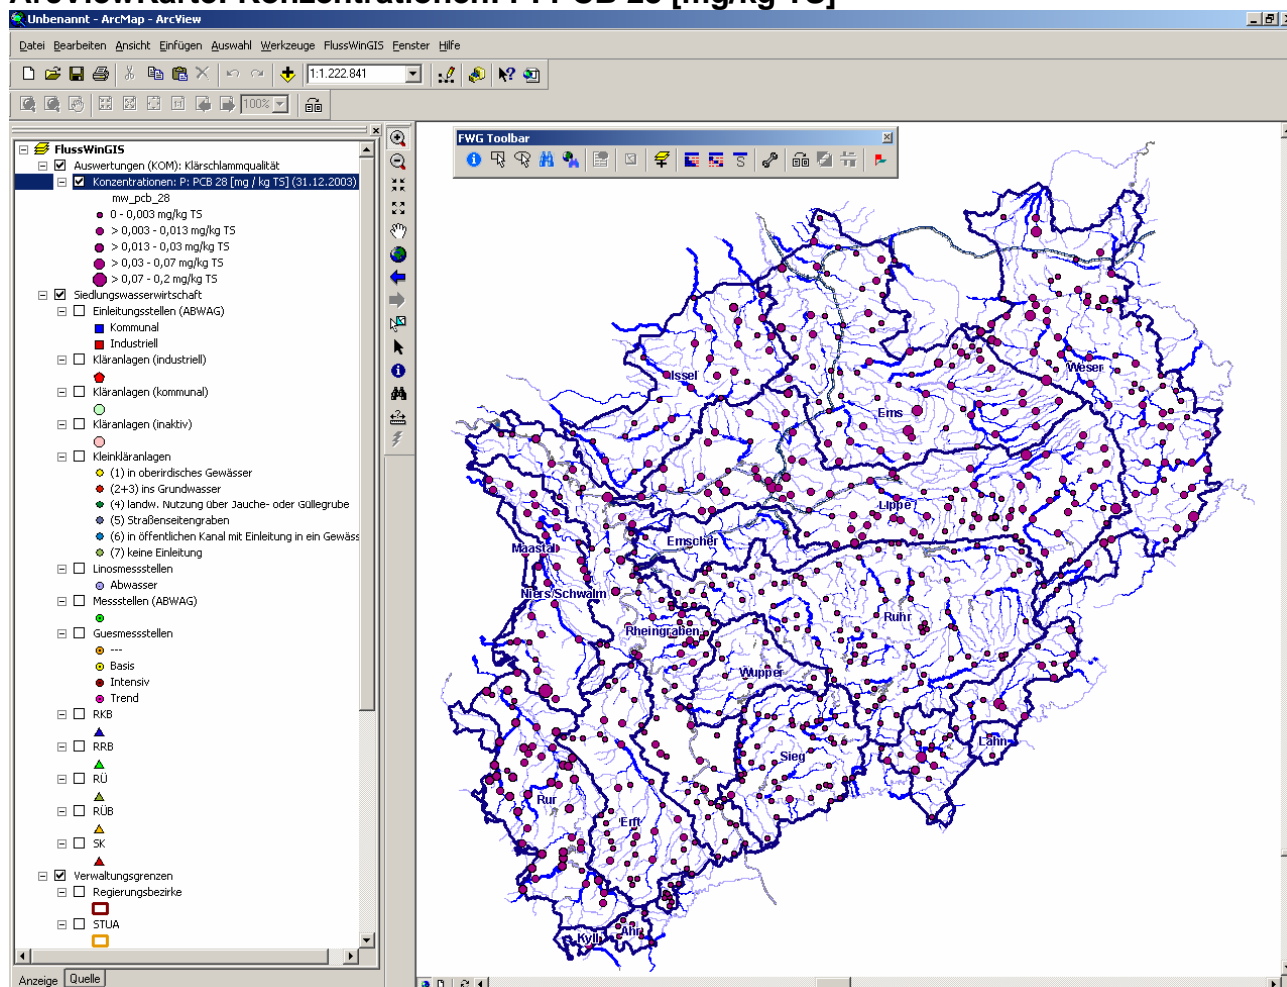 ArcViewKarte: Konzentrationen: P: PCB 28 [mg/kg TS]
Unbenannt - ArcMap - ArcView
Datei Bearbeiten Ansicht Einfügen Auswahl Werkzeuge FlussWinGIS Fenster Hilfe
1:1.222.841
100%
FWG Toolbar
FlussWinGIS
Auswertungen (KOM): Klärschlammqualität
Konzentrationen: P: PCB 28 [mg / kg TS] (31.12.2003)
mw_pcb_28
0 - 0,003 mg/kg TS
> 0,003 - 0,013 mg/kg TS
> 0,013 - 0,03 mg/kg TS
> 0,03 - 0,07 mg/kg TS
> 0,07 - 0,2 mg/kg TS
Siedlungswasserwirtschaft
Einleitungsstellen (ABWAG)
Kommunal
Industriell
Kläranlagen (industriell)
Kläranlagen (kommunal)
Kläranlagen (inaktiv)
Kleinkläranlagen
(1) in oberirdisches Gewässer
(2+3) ins Grundwasser
(4) landw. Nutzung über Jauche- oder Güllegrube
(5) Straßenseitengraben
(6) in öffentlichen Kanal mit Einleitung in ein Gewäss
(7) keine Einleitung
Linosmessstellen
Abwasser
Messstellen (ABWAG)
Guesmessstellen
---
Basis
Intensiv
Trend
RKB
RRB
RÜ
RÜB
SK
Verwaltungsgrenzen
Regierungsbezirke
STUA
Anzeige Quelle
Issel
Weser
Ems
Lippe
Emscher
Maastal
Niers/Schwalm
Rheingraben
Ruhr
Wupper
Sieg
Lahn
Rur
Erft
Kyll
Ahr